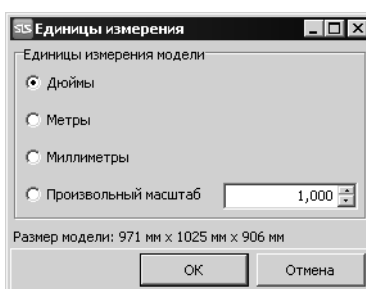 SLS Единицы измерения
Единицы измерения модели
Дюймы
Метры
Миллиметры
Произвольный масштаб 1,000
Размер модели: 971 мм x 1025 мм x 906 мм
OK Отмена